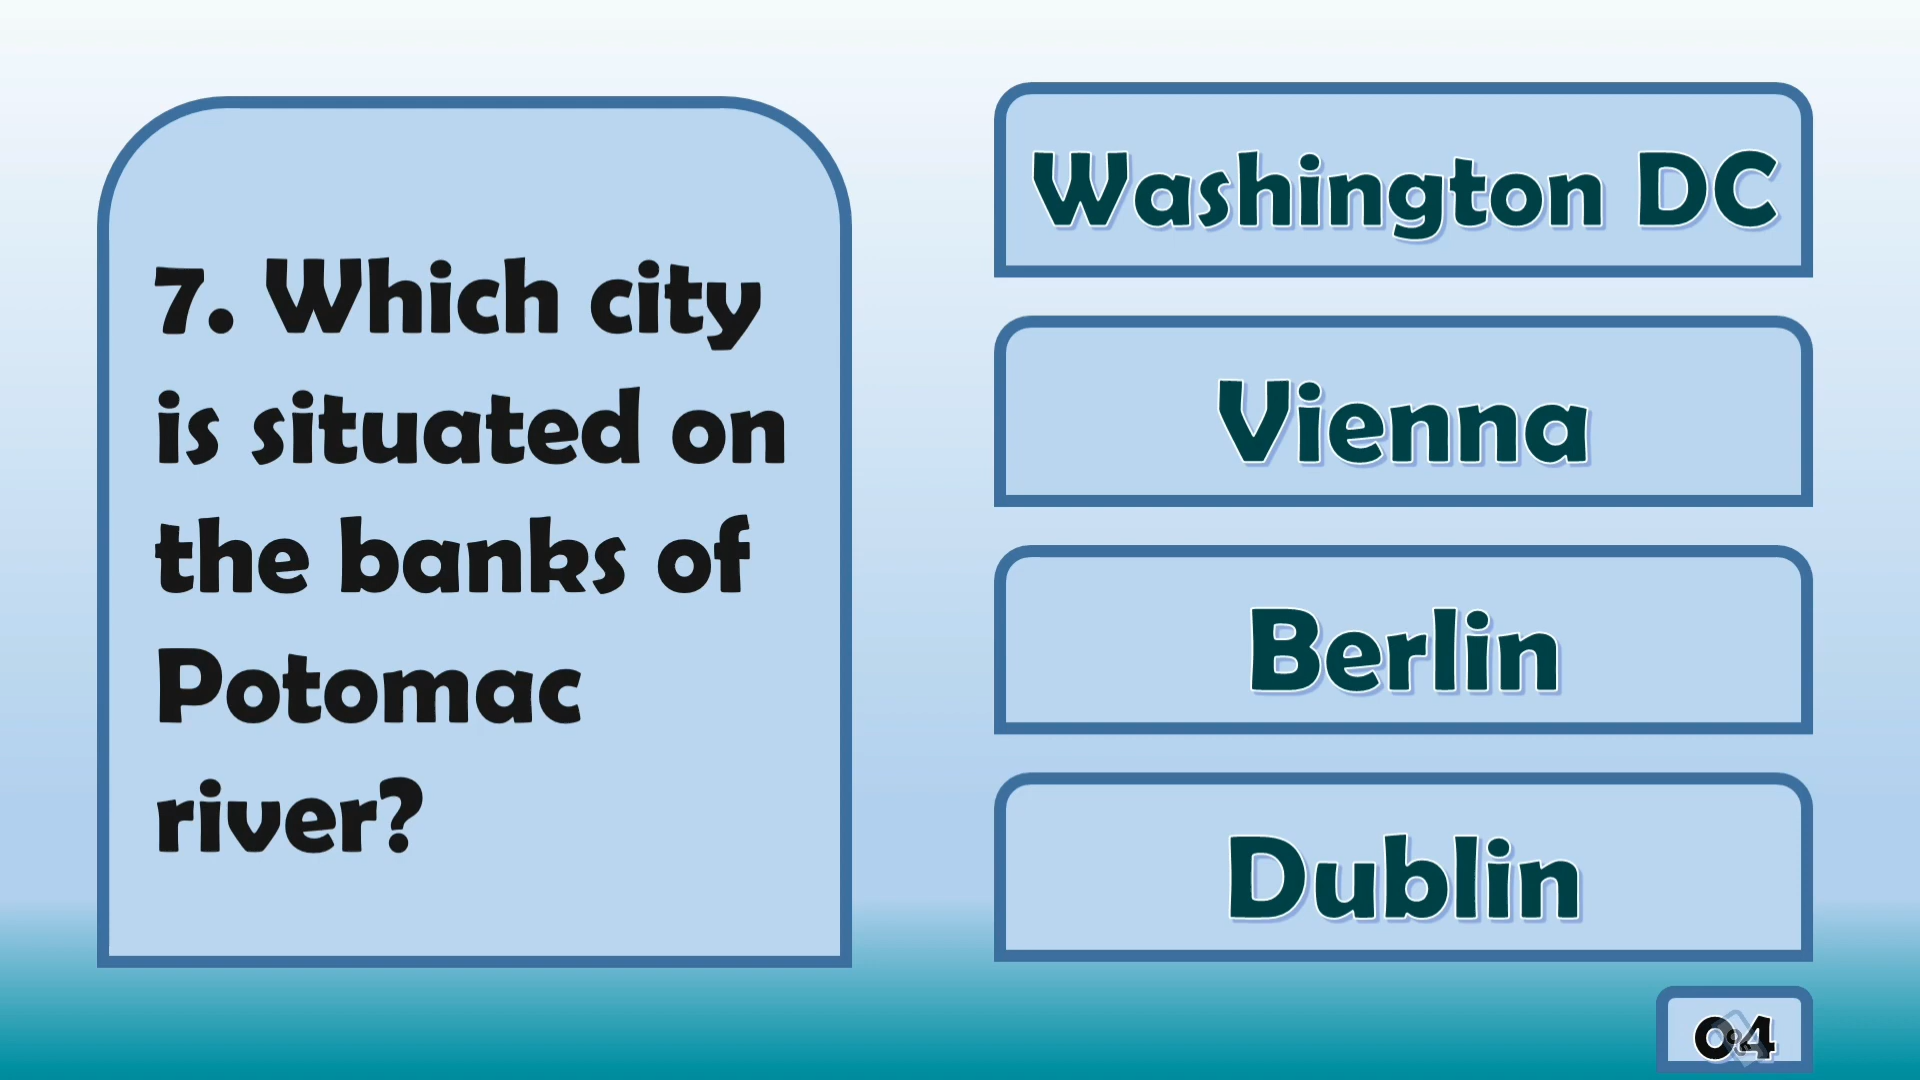 7. Which city
is situated on
the banks of
Potomac
river?
Washington DC
Vienna
Berlin
Dublin
04